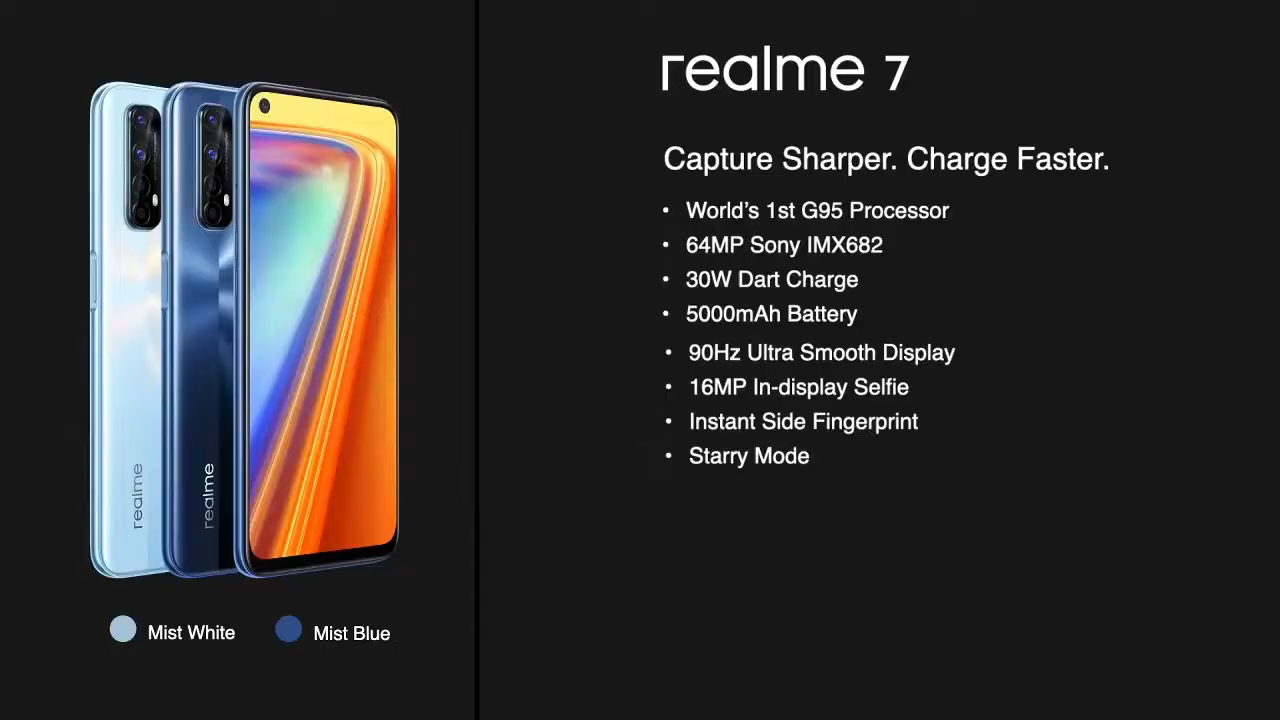 realme 7
Capture Sharper. Charge Faster.
• World’s 1st G95 Processor
• 64MP Sony IMX682
• 30W Dart Charge
• 5000mAh Battery
• 90Hz Ultra Smooth Display
• 16MP In-display Selfie
• Instant Side Fingerprint
• Starry Mode
realme
realme
Mist White
Mist Blue